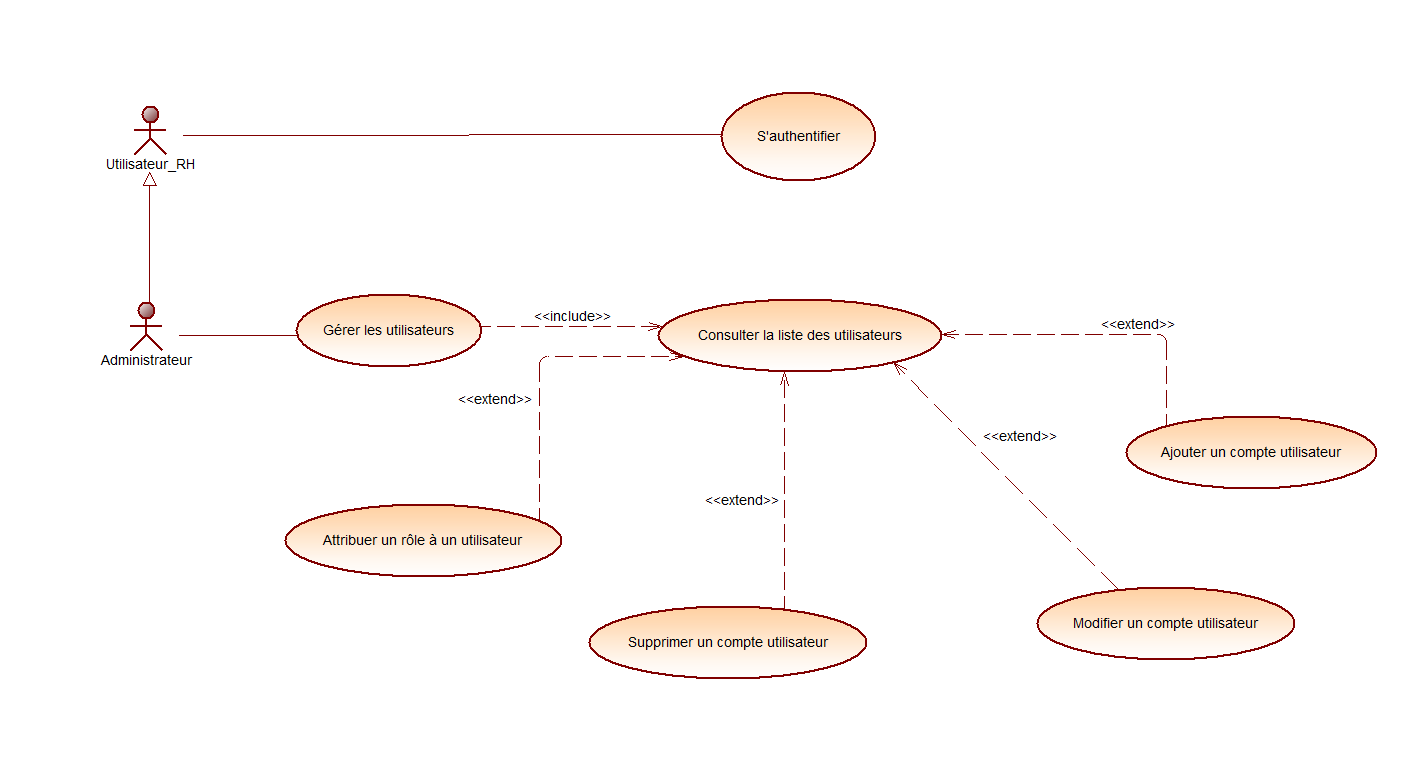 S'authentifier
Utilisateur_RH
Gérer les utilisateurs
<<include>>
Consulter la liste des utilisateurs
<<extend>>
Administrateur
<<extend>>
<<extend>>
Ajouter un compte utilisateur
<<extend>>
Attribuer un rôle à un utilisateur
Supprimer un compte utilisateur
Modifier un compte utilisateur